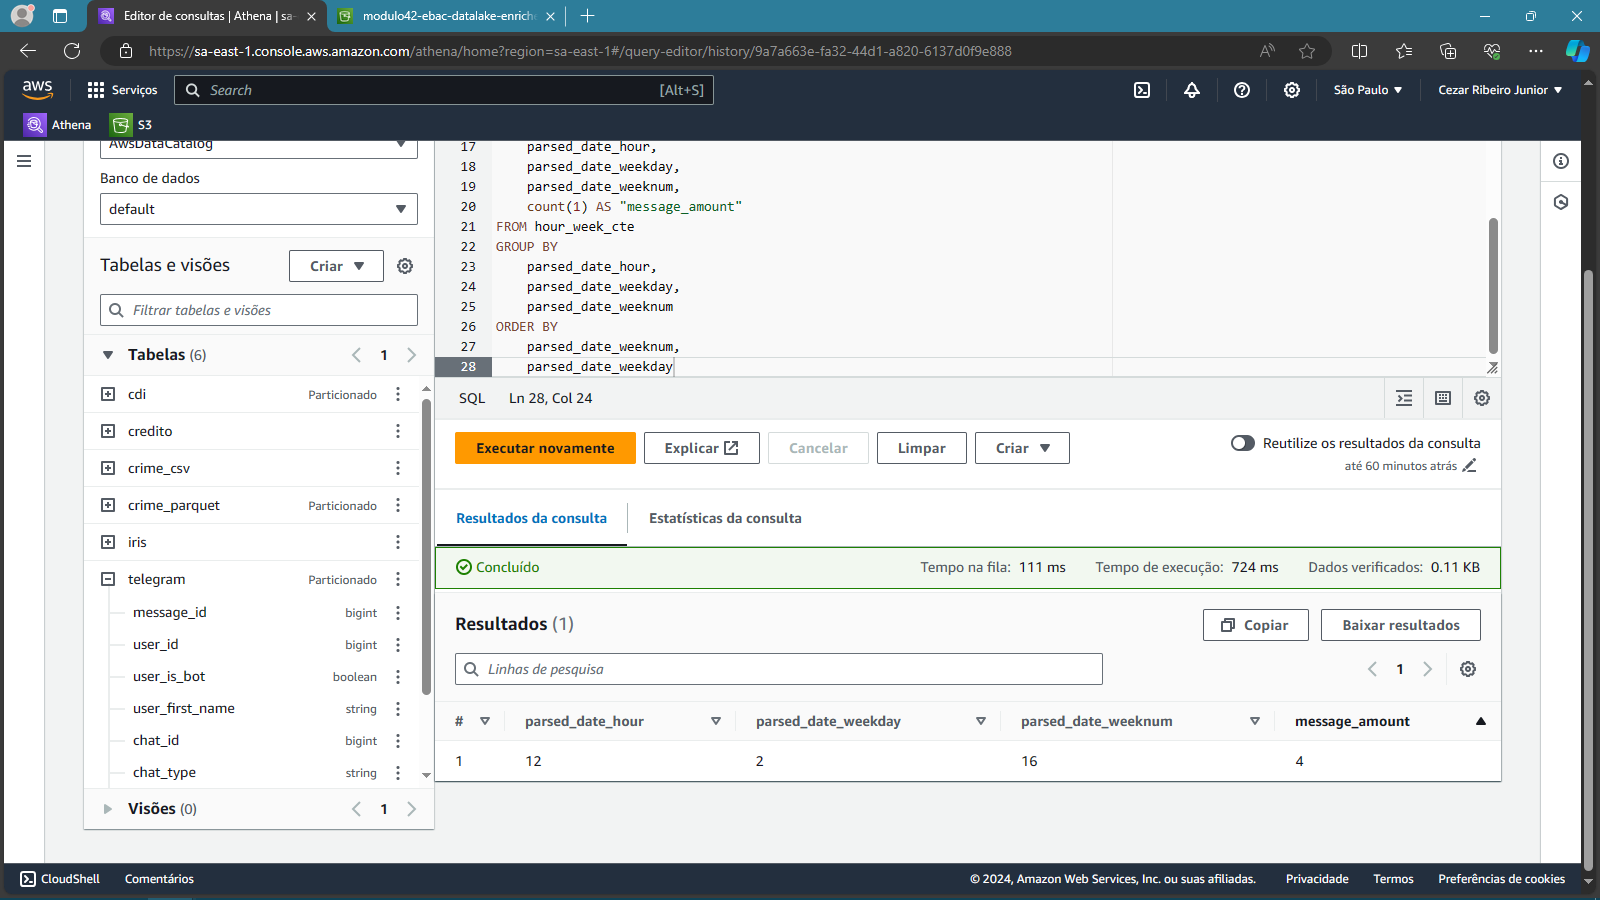 Editor de consultas | Athena | sa-
modulo42-ebac-datalake-enrich
https://sa-east-1.console.aws.amazon.com/athena/home?region=sa-east-1#/query-editor/history/9a7a663e-fa32-44d1-a820-6137d0f9e888
aws
Serviços
Search
[Alt+S]
São Paulo
Cezar Ribeiro Junior
Athena
S3
AwsDataCatalog
Banco de dados
default
Tabelas e visões
Criar
Filtrar tabelas e visões
Tabelas (6)
1
cdi
Particionado
credito
crime_csv
crime_parquet
Particionado
iris
telegram
Particionado
message_id
bigint
user_id
bigint
user_is_bot
boolean
user_first_name
string
chat_id
bigint
chat_type
string
Visões (0)
1
17 parsed_date_hour,
18 parsed_date_weekday,
19 parsed_date_weeknum,
20 count(1) AS "message_amount"
21 FROM hour_week_cte
22 GROUP BY
23 parsed_date_hour,
24 parsed_date_weekday,
25 parsed_date_weeknum
26 ORDER BY
27 parsed_date_weeknum,
28 parsed_date_weekday
SQL Ln 28, Col 24
Executar novamente
Explicar
Cancelar
Limpar
Criar
Reutilize os resultados da consulta
até 60 minutos atrás
Resultados da consulta
Estatísticas da consulta
Concluído
Tempo na fila: 111 ms
Tempo de execução: 724 ms
Dados verificados: 0.11 KB
Resultados (1)
Copiar
Baixar resultados
Linhas de pesquisa
1
# parsed_date_hour parsed_date_weekday parsed_date_weeknum message_amount
1 12 2 16 4
CloudShell
Comentários
© 2024, Amazon Web Services, Inc. ou suas afiliadas.
Privacidade
Termos
Preferências de cookies